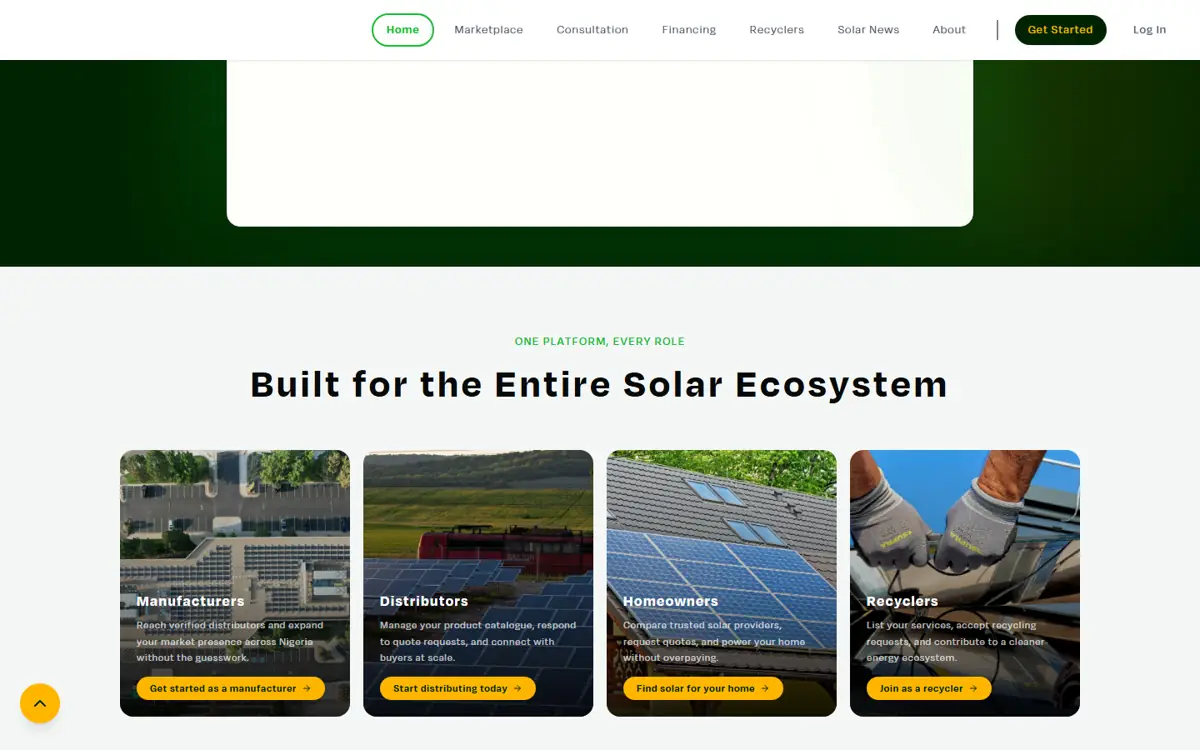 Home
Marketplace
Consultation
Financing
Recyclers
Solar News
About
Get Started
Log In
ONE PLATFORM, EVERY ROLE
Built for the Entire Solar Ecosystem
Manufacturers
Reach verified distributors and expand
your market presence across Nigeria
without the guesswork.
Get started as a manufacturer →
Distributors
Manage your product catalogue, respond
to quote requests, and connect with
buyers at scale.
Start distributing today →
Homeowners
Compare trusted solar providers,
request quotes, and power your home
without overpaying.
Find solar for your home →
Recyclers
List your services, accept recycling
requests, and contribute to a cleaner
energy ecosystem.
Join as a recycler →